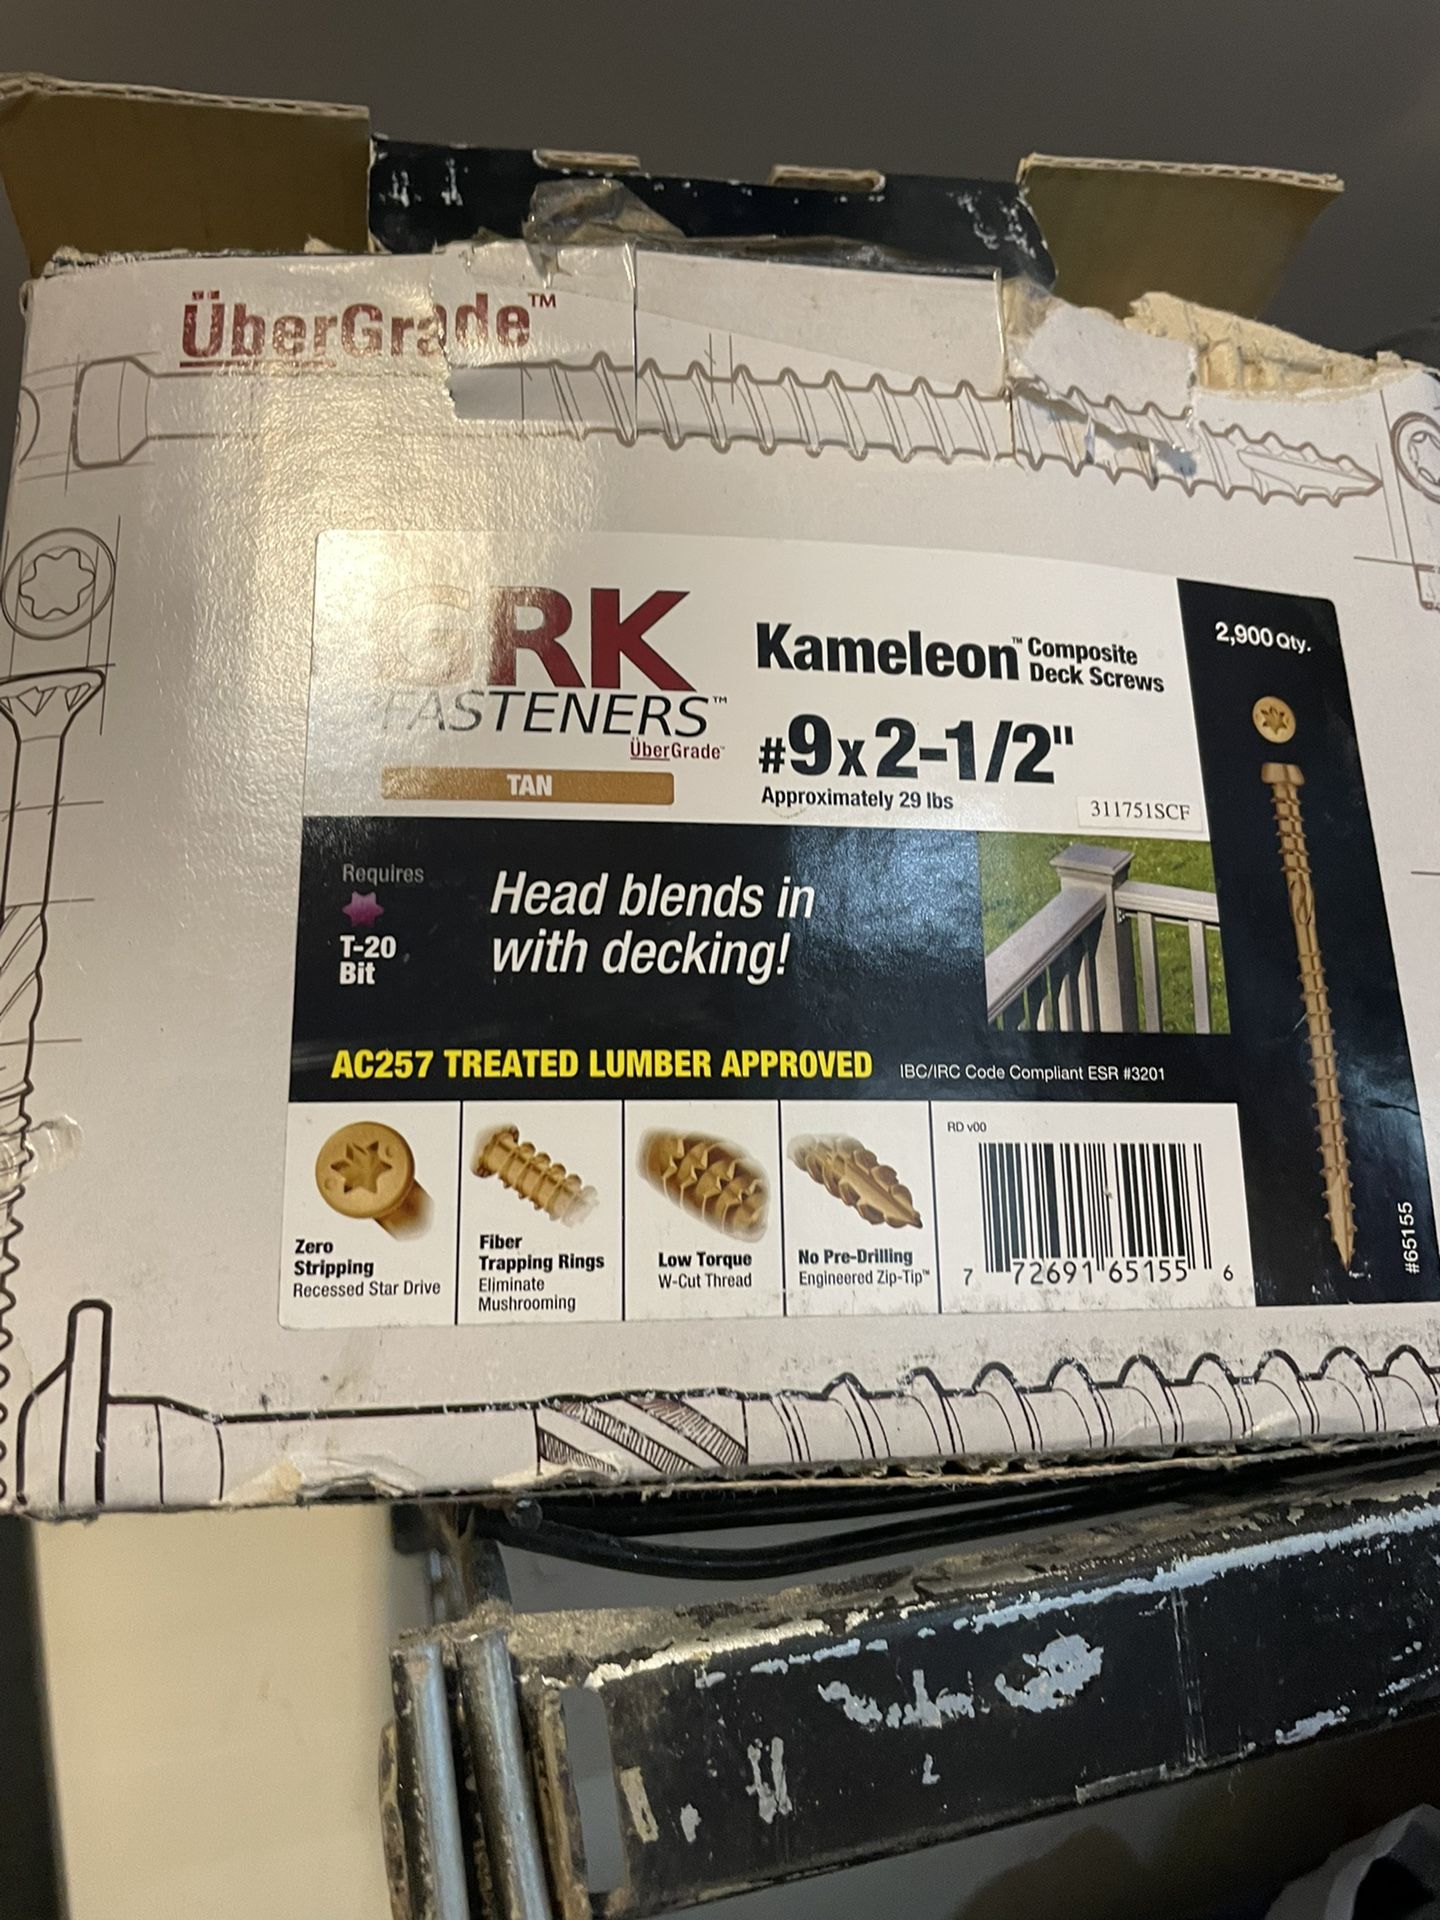 ÜberGrade™
GRK
FASTENERS™
ÜberGrade™
TAN
Kameleon™ Composite
Deck Screws
#9x2-1/2"
Approximately 29 lbs
311751SCF
2,900 Qty.
Requires
T-20
Bit
Head blends in
with decking!
AC257 TREATED LUMBER APPROVED
IBC/IRC Code Compliant ESR #3201
Zero
Stripping
Recessed Star Drive
Fiber
Trapping Rings
Eliminate
Mushrooming
Low Torque
W-Cut Thread
No Pre-Drilling
Engineered Zip-Tip™
RD v00
7 72691 65155 6
#65155